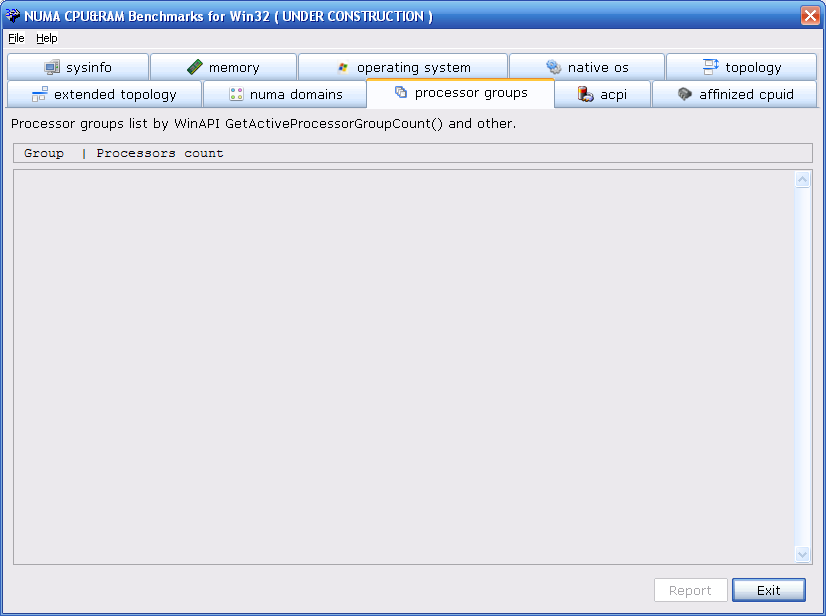 NUMA CPU&RAM Benchmarks for Win32 ( UNDER CONSTRUCTION )
File Help
sysinfo memory operating system native os topology
extended topology numa domains processor groups acpi affinized cpuid
Processor groups list by WinAPI GetActiveProcessorGroupCount() and other.
Group | Processors count
Report Exit